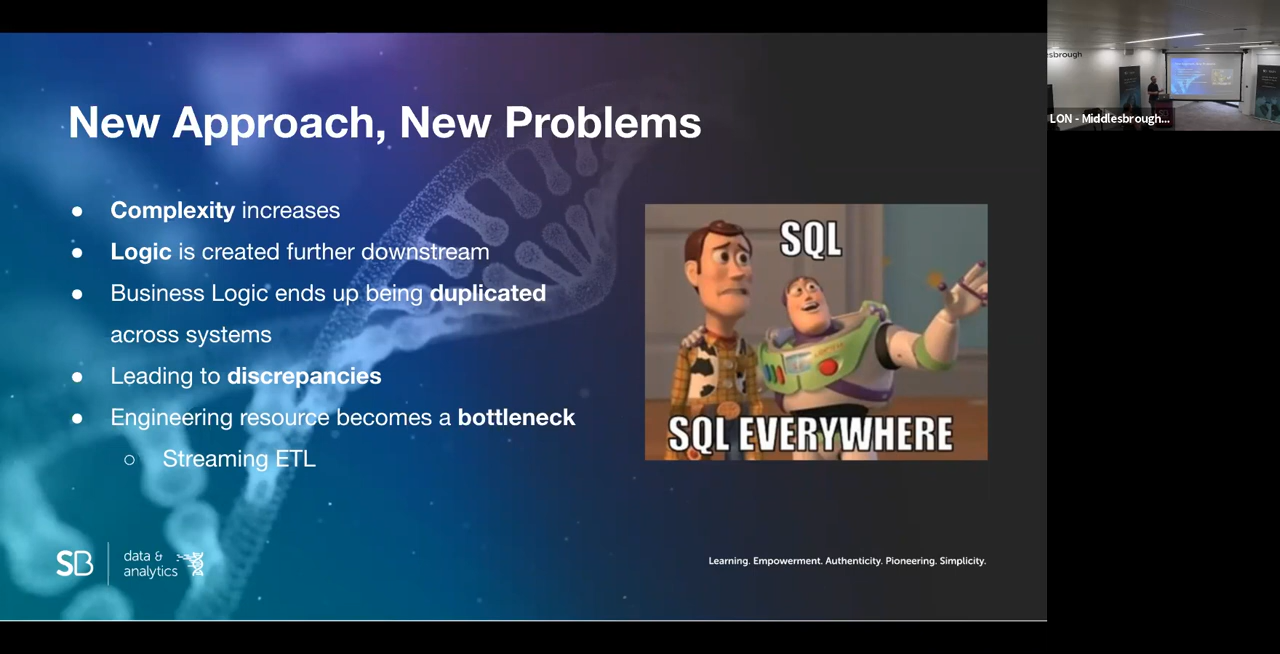 New Approach, New Problems
● Complexity increases
● Logic is created further downstream
● Business Logic ends up being duplicated
across systems
● Leading to discrepancies
● Engineering resource becomes a bottleneck
○ Streaming ETL
SQL
SQL EVERYWHERE
SB
data &
analytics
Learning. Empowerment. Authenticity. Pioneering. Simplicity.
esbrough
LON - Middlesbrough...